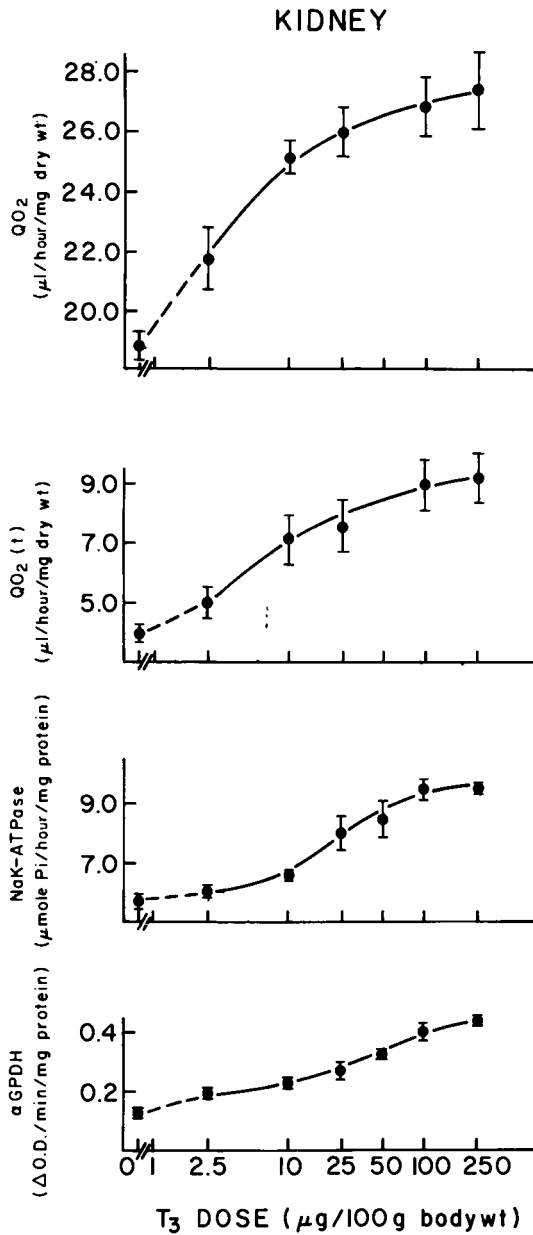 KIDNEY
QO2
(μl/hour/mg dry wt)
28.0
26.0
24.0
22.0
20.0
QO2 (t)
(μl/hour/mg dry wt)
9.0
7.0
5.0
NaK-ATPase
(μmole Pi/hour/mg protein)
9.0
7.0
αGPDH
(Δ O.D./min/mg protein)
0.4
0.2
0 1 2.5 10 25 50 100 250
T3 DOSE (μg/100g bodywt)